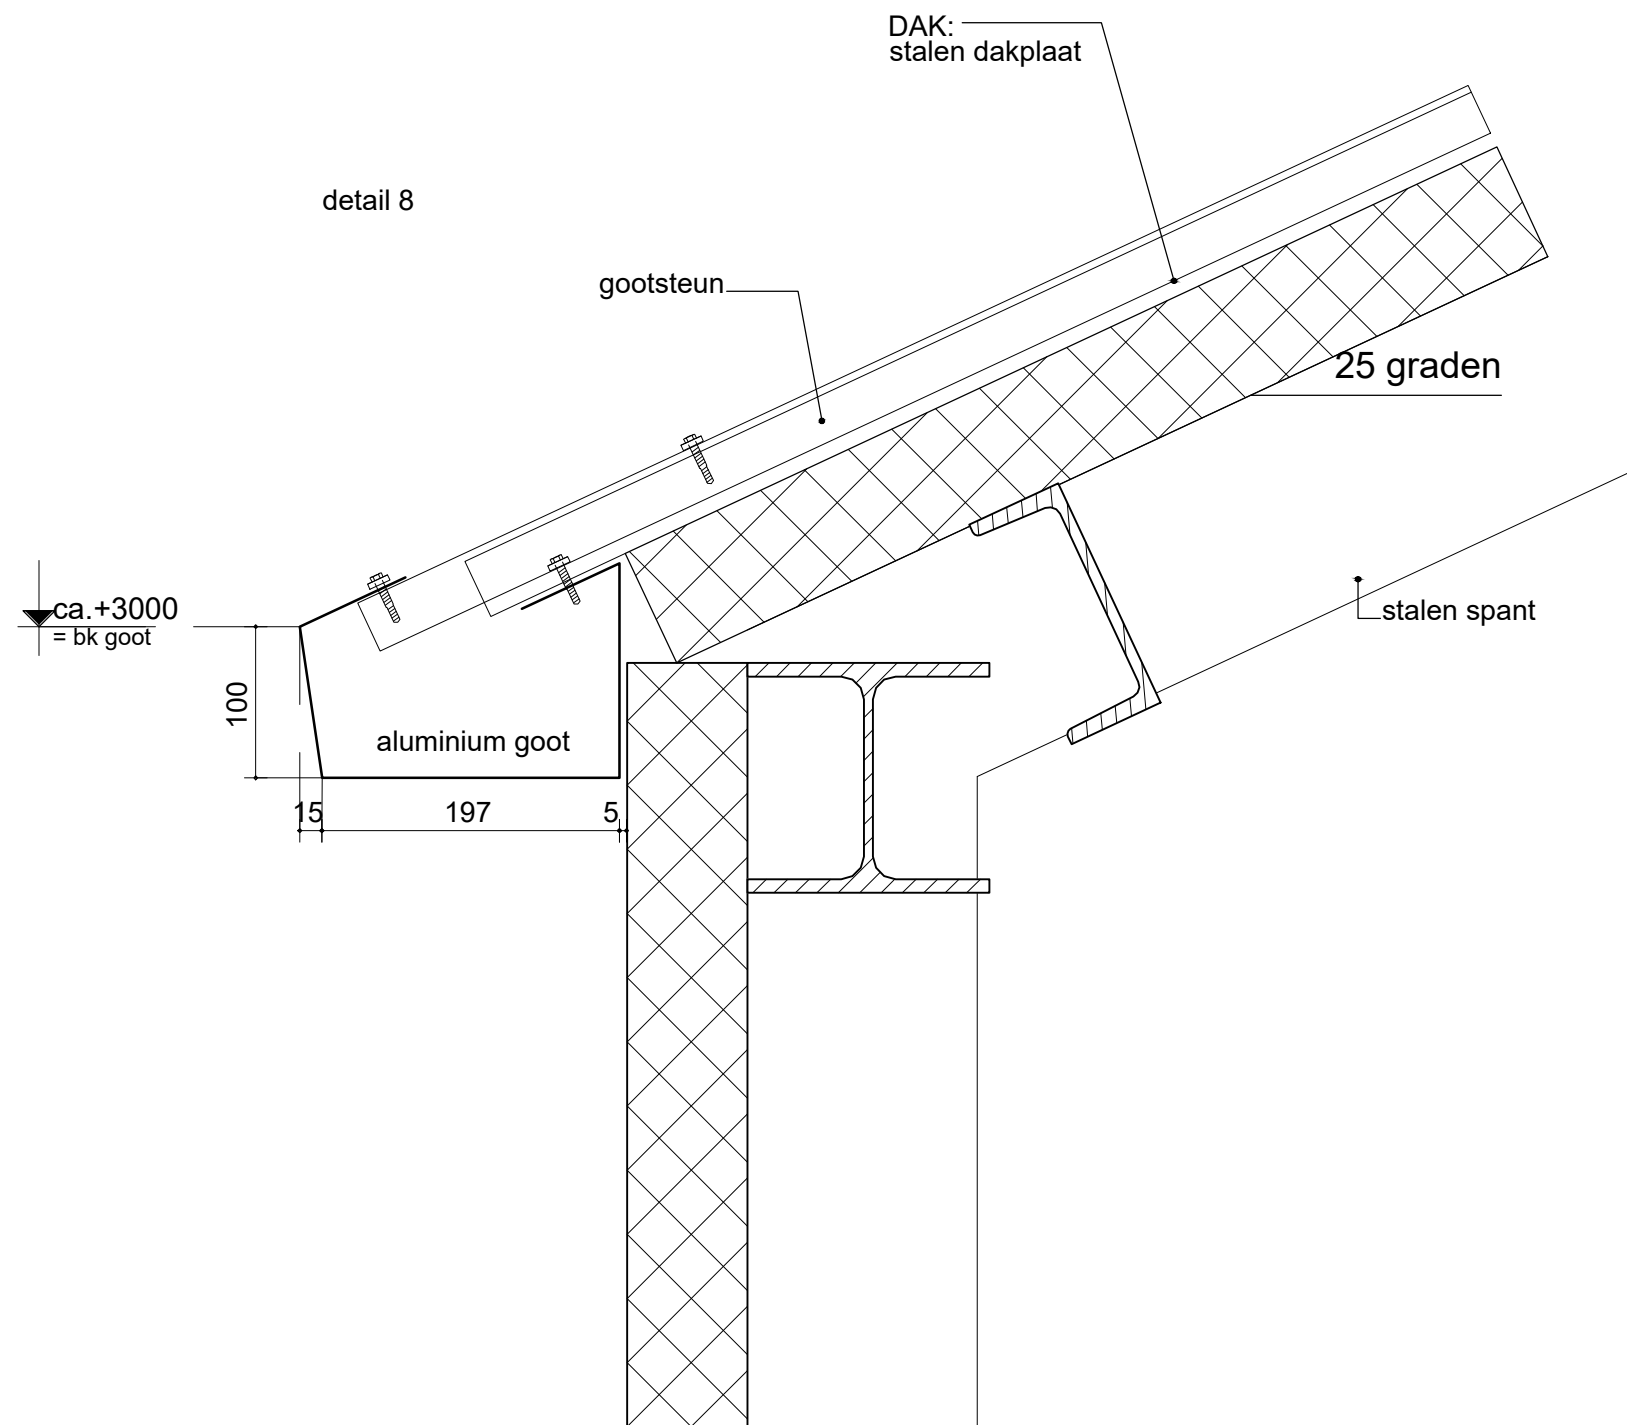 DAK:
stalen dakplaat
detail 8
gootsteun
25 graden
ca.+3000
= bk goot
stalen spant
100
aluminium goot
15
197
5